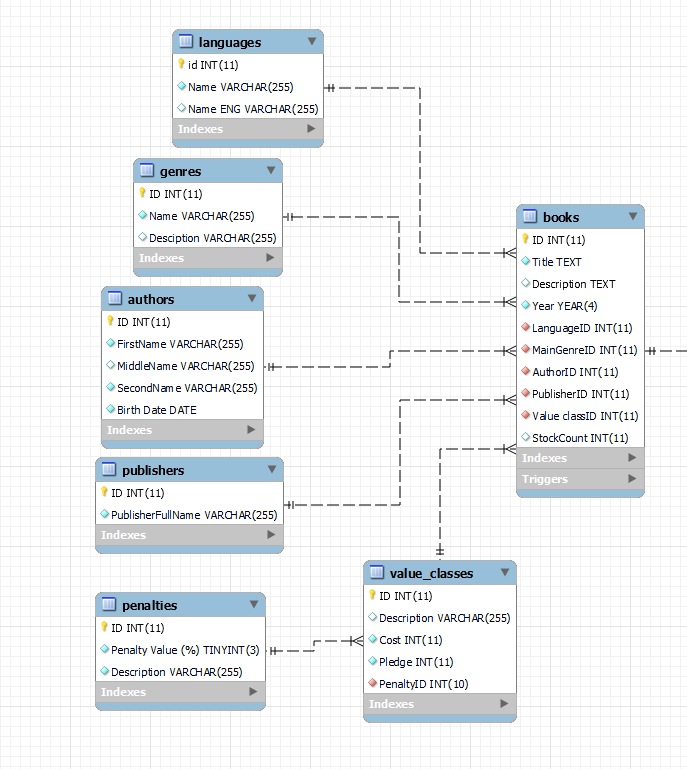 languages
id INT(11)
Name VARCHAR(255)
Name ENG VARCHAR(255)
Indexes
genres
ID INT(11)
Name VARCHAR(255)
Desciption VARCHAR(255)
Indexes
authors
ID INT(11)
FirstName VARCHAR(255)
MiddleName VARCHAR(255)
SecondName VARCHAR(255)
Birth Date DATE
Indexes
publishers
ID INT(11)
PublisherFullName VARCHAR(255)
Indexes
penalties
ID INT(11)
Penalty Value (%) TINYINT(3)
Description VARCHAR(255)
Indexes
books
ID INT(11)
Title TEXT
Description TEXT
Year YEAR(4)
LanguageID INT(11)
MainGenreID INT(11)
AuthorID INT(11)
PublisherID INT(11)
Value classID INT(11)
StockCount INT(11)
Indexes
Triggers
value_classes
ID INT(11)
Description VARCHAR(255)
Cost INT(11)
Pledge INT(11)
PenaltyID INT(10)
Indexes